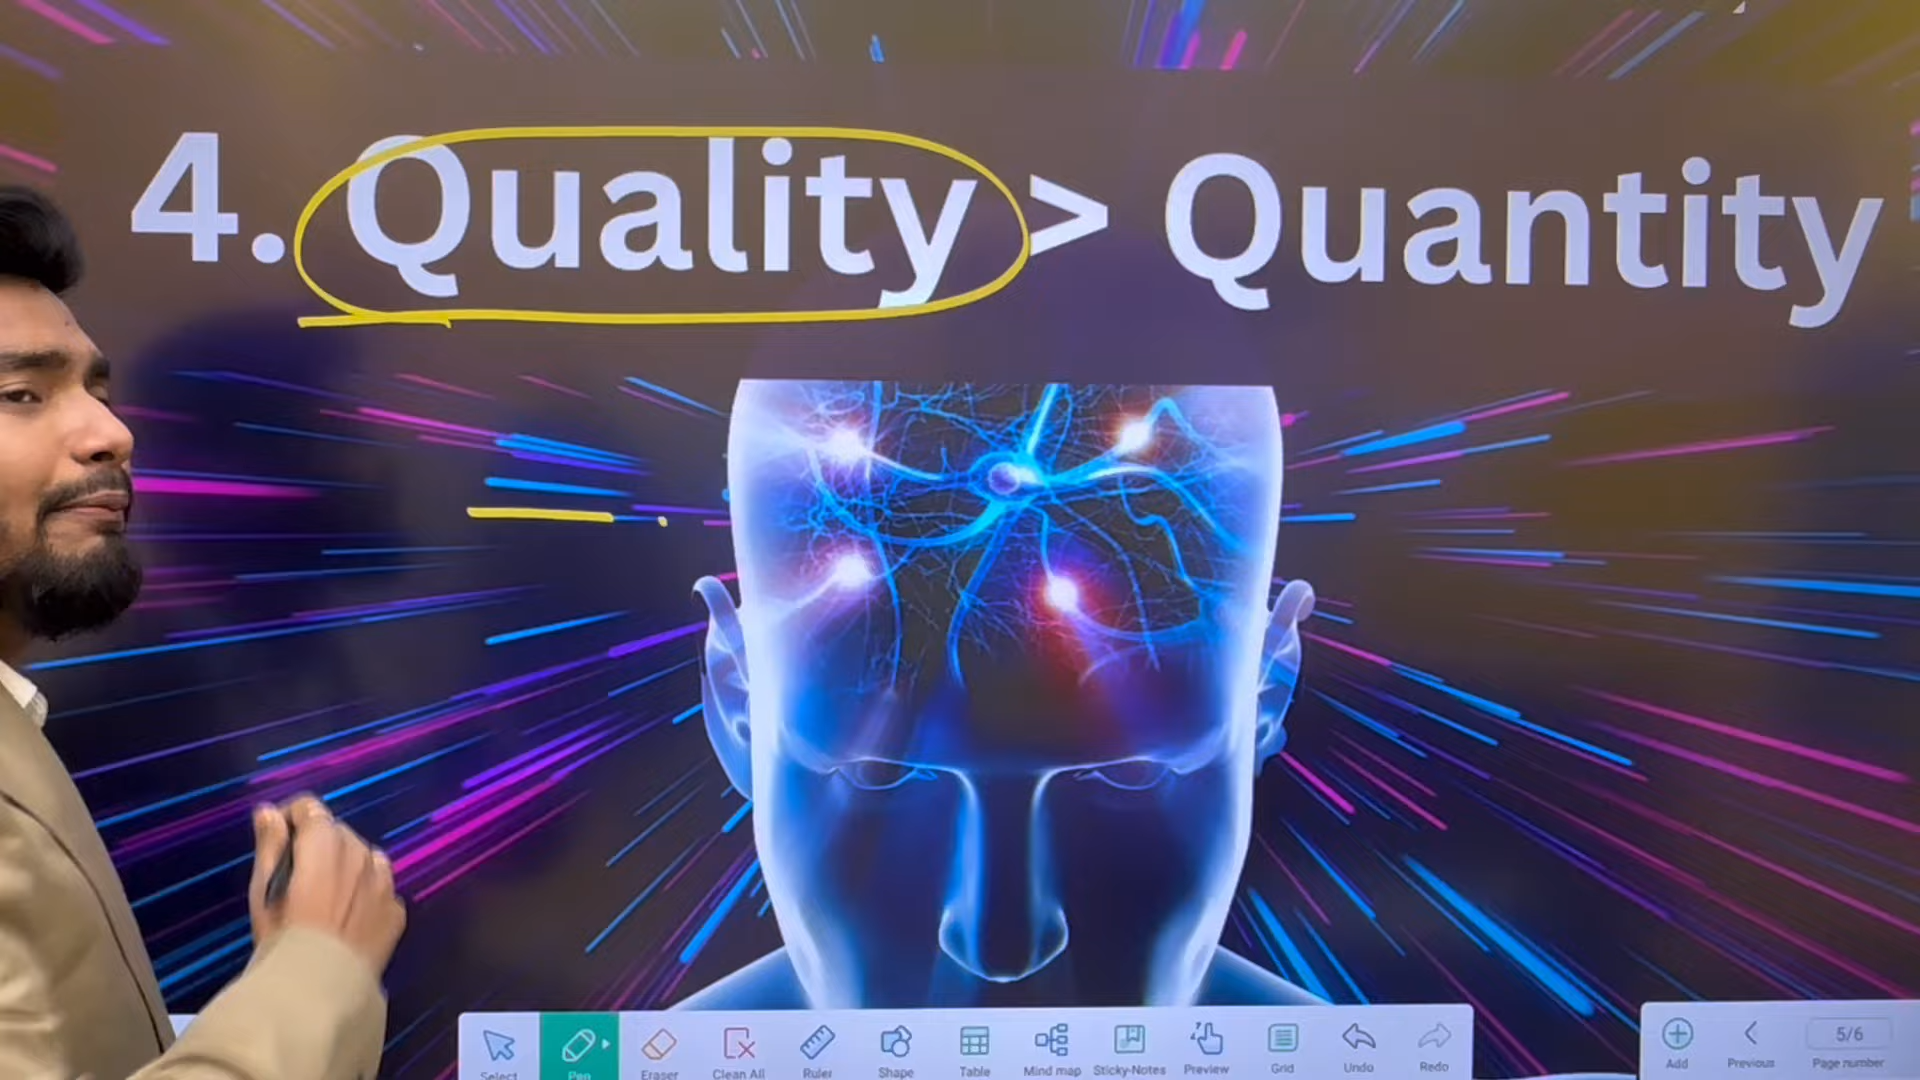 4. Quality > Quantity
Select Pen Eraser Clean All Ruler Shape Table Mind map Sticky-Notes Preview Grid Undo Redo Add Previous 5/6 Page number